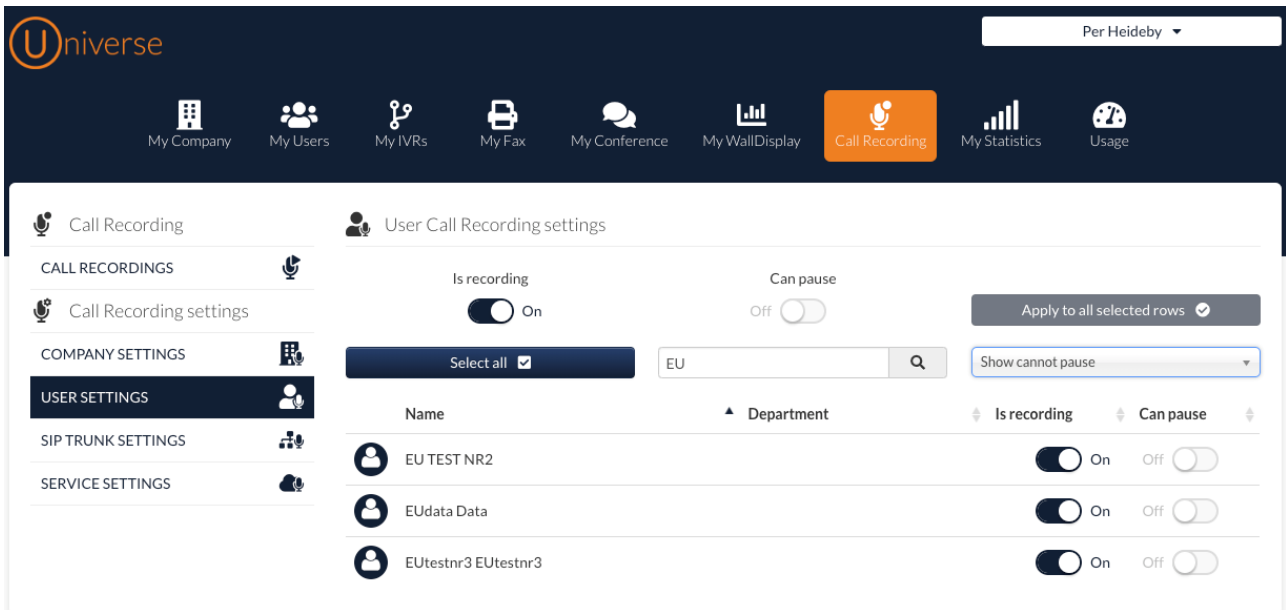 Universe
Per Heideby
My Company My Users My IVRs My Fax My Conference My WallDisplay Call Recording My Statistics Usage
Call Recording
CALL RECORDINGS
Call Recording settings
COMPANY SETTINGS
USER SETTINGS
SIP TRUNK SETTINGS
SERVICE SETTINGS
User Call Recording settings
Is recording Can pause
On Off Apply to all selected rows
Select all EU Show cannot pause
Name Department Is recording Can pause
EU TEST NR2 On Off
EUdata Data On Off
EUtestnr3 EUtestnr3 On Off